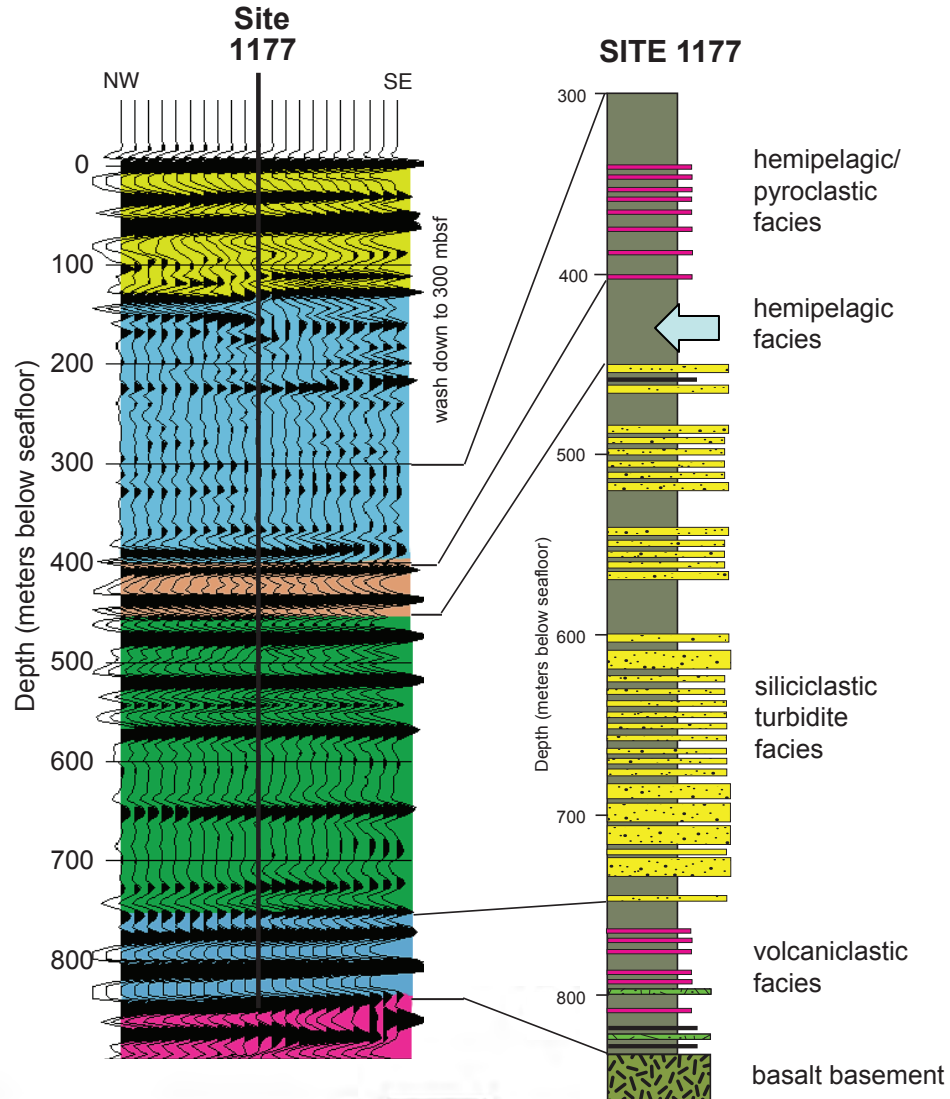 Site
1177
NW
SE
0
100
200
300
400
500
600
700
800
Depth (meters below seafloor)
wash down to 300 mbsf
SITE 1177
300
400
500
600
700
800
Depth (meters below seafloor)
hemipelagic/
pyroclastic
facies
hemipelagic
facies
siliciclastic
turbidite
facies
volcaniclastic
facies
basalt basement